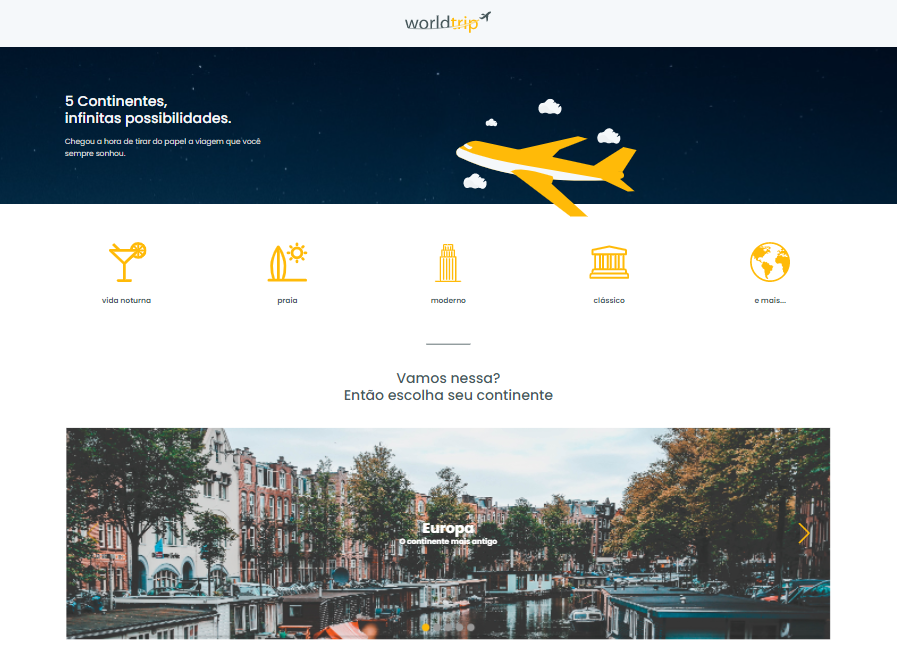 worldtrip
5 Continentes,
infinitas possibilidades.
Chegou a hora de tirar do papel a viagem que você
sempre sonhou.
vida noturna
praia
moderno
clássico
e mais...
Vamos nessa?
Então escolha seu continente
Europa
O continente mais antigo